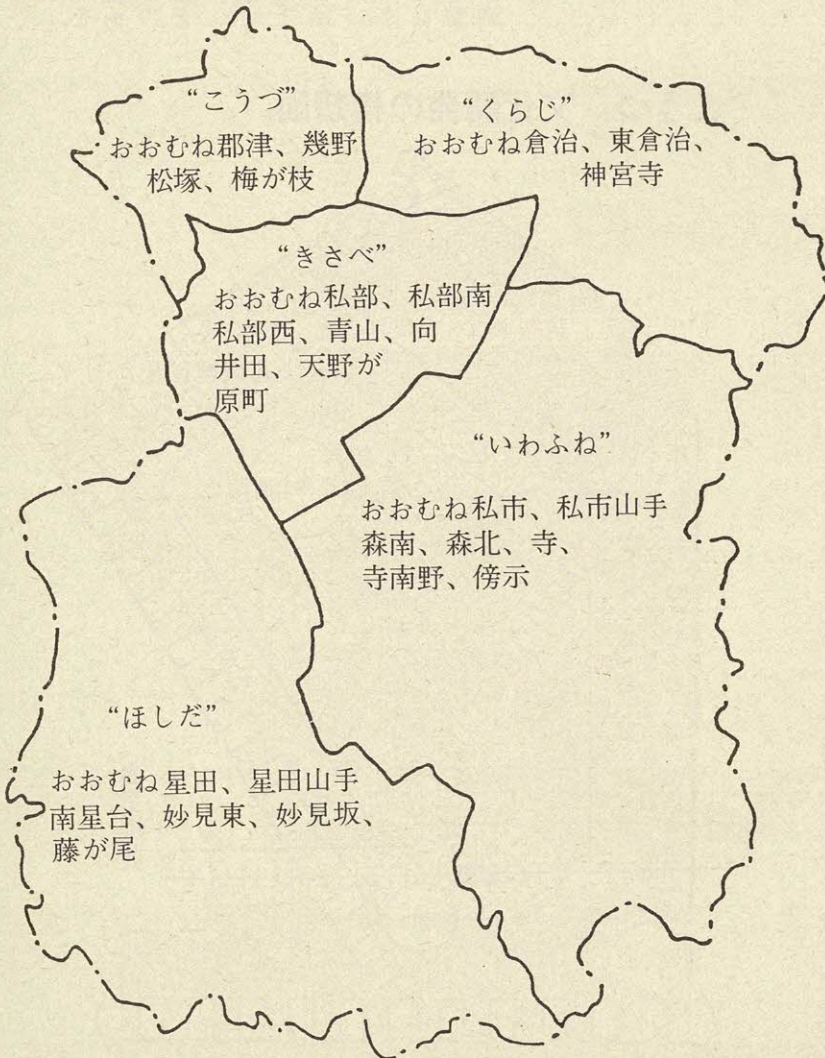 “こうづ”
おおむね郡津、幾野
松塚、梅が枝
“くらじ”
おおむね倉治、東倉治、
神宮寺
“きさべ”
おおむね私部、私部南
私部西、青山、向
井田、天野が
原町
“いわふね”
おおむね私市、私市山手
森南、森北、寺、
寺南野、傍示
“ほしだ”
おおむね星田、星田山手
南星台、妙見東、妙見坂、
藤が尾